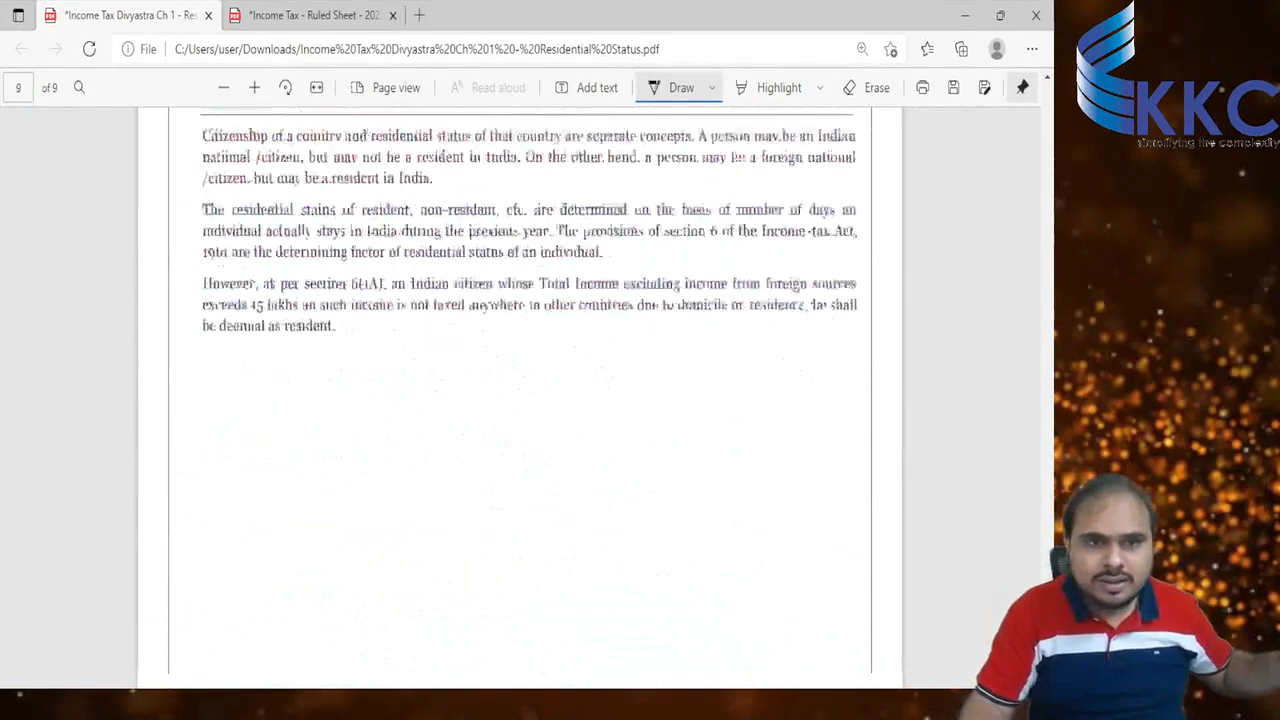 *Income Tax Divyastra Ch 1 - Res
*Income Tax - Ruled Sheet - 202
File
C:/Users/user/Downloads/Income%20Tax%20Divyastra%20Ch%201%20-%20Residential%20Status.pdf
9 of 9
Page view
Read aloud
Add text
Draw
Highlight
Erase
KKC
simplifying the complexity
Citizenship of a country and residential status of that country are separate concepts. A person may be an Indian
national /citizen, but may not be a resident in India. On the other hand, a person may be a foreign national
/citizen, but may be a resident in India.
The residential status of resident, non-resident, etc. are determined on the basis of number of days an
individual actually stays in India during the previous year. The provisions of section 6 of the Income-tax Act,
1961 are the determining factor of residential status of an individual.
However, as per section 6(1A), an Indian citizen whose Total Income excluding income from foreign sources
exceeds 15 lakhs on such income is not taxed anywhere in other countries due to domicile or residence, he shall
be deemed as resident.